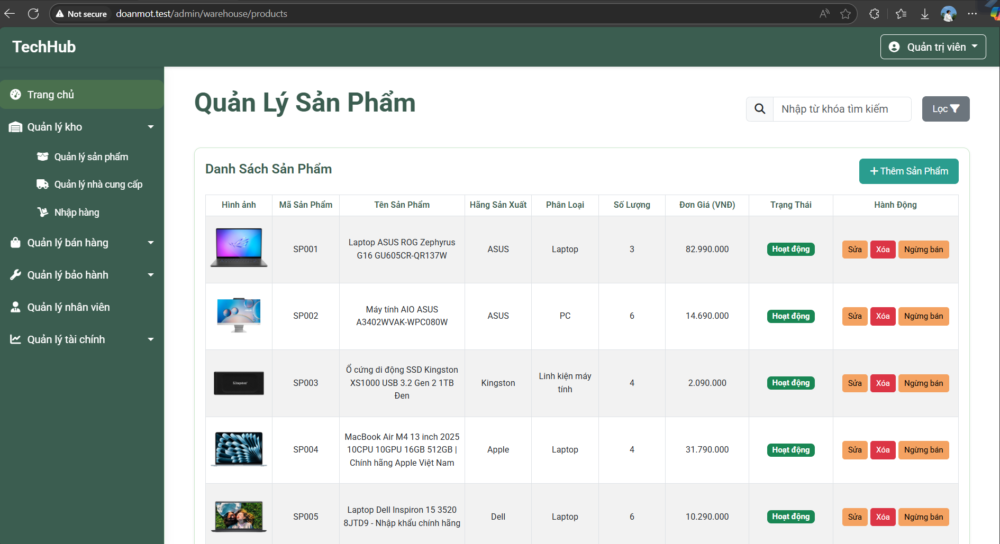 Not secure doanmot.test/admin/warehouse/products
TechHub
Quản trị viên
Trang chủ
Quản lý kho
Quản lý sản phẩm
Quản lý nhà cung cấp
Nhập hàng
Quản lý bán hàng
Quản lý bảo hành
Quản lý nhân viên
Quản lý tài chính
Quản Lý Sản Phẩm
Nhập từ khóa tìm kiếm
Lọc
Danh Sách Sản Phẩm
Thêm Sản Phẩm
Hình ảnh Mã Sản Phẩm Tên Sản Phẩm Hãng Sản Xuất Phân Loại Số Lượng Đơn Giá (VNĐ) Trạng Thái Hành Động
Laptop ASUS ROG Zephyrus
SP001 G16 GU605CR-QR137W ASUS Laptop 3 82.990.000 Hoạt động Sửa Xóa Ngừng bán
Máy tính AIO ASUS
SP002 A3402WVAK-WPC080W ASUS PC 6 14.690.000 Hoạt động Sửa Xóa Ngừng bán
Ổ cứng di động SSD Kingston
Kingston SP003 XS1000 USB 3.2 Gen 2 1TB Kingston Linh kiện máy 4 2.090.000 Hoạt động Sửa Xóa Ngừng bán
Đen tính
MacBook Air M4 13 inch 2025
SP004 10CPU 10GPU 16GB 512GB | Apple Laptop 4 31.790.000 Hoạt động Sửa Xóa Ngừng bán
Chính hãng Apple Việt Nam
Laptop Dell Inspiron 15 3520
SP005 8JTD9 - Nhập khẩu chính hãng Dell Laptop 6 10.290.000 Hoạt động Sửa Xóa Ngừng bán